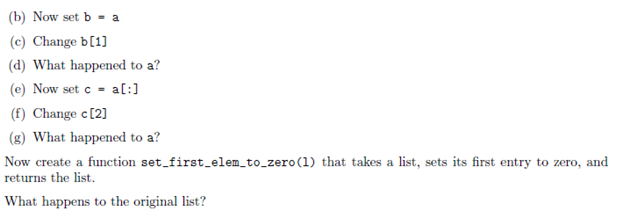 (b) Now set b = a
(c) Change b[1]
(d) What happened to a?
(e) Now set c = a[:]
(f) Change c[2]
(g) What happened to a?
Now create a function set_first_elem_to_zero(l) that takes a list, sets its first entry to zero, and
returns the list.
What happens to the original list?